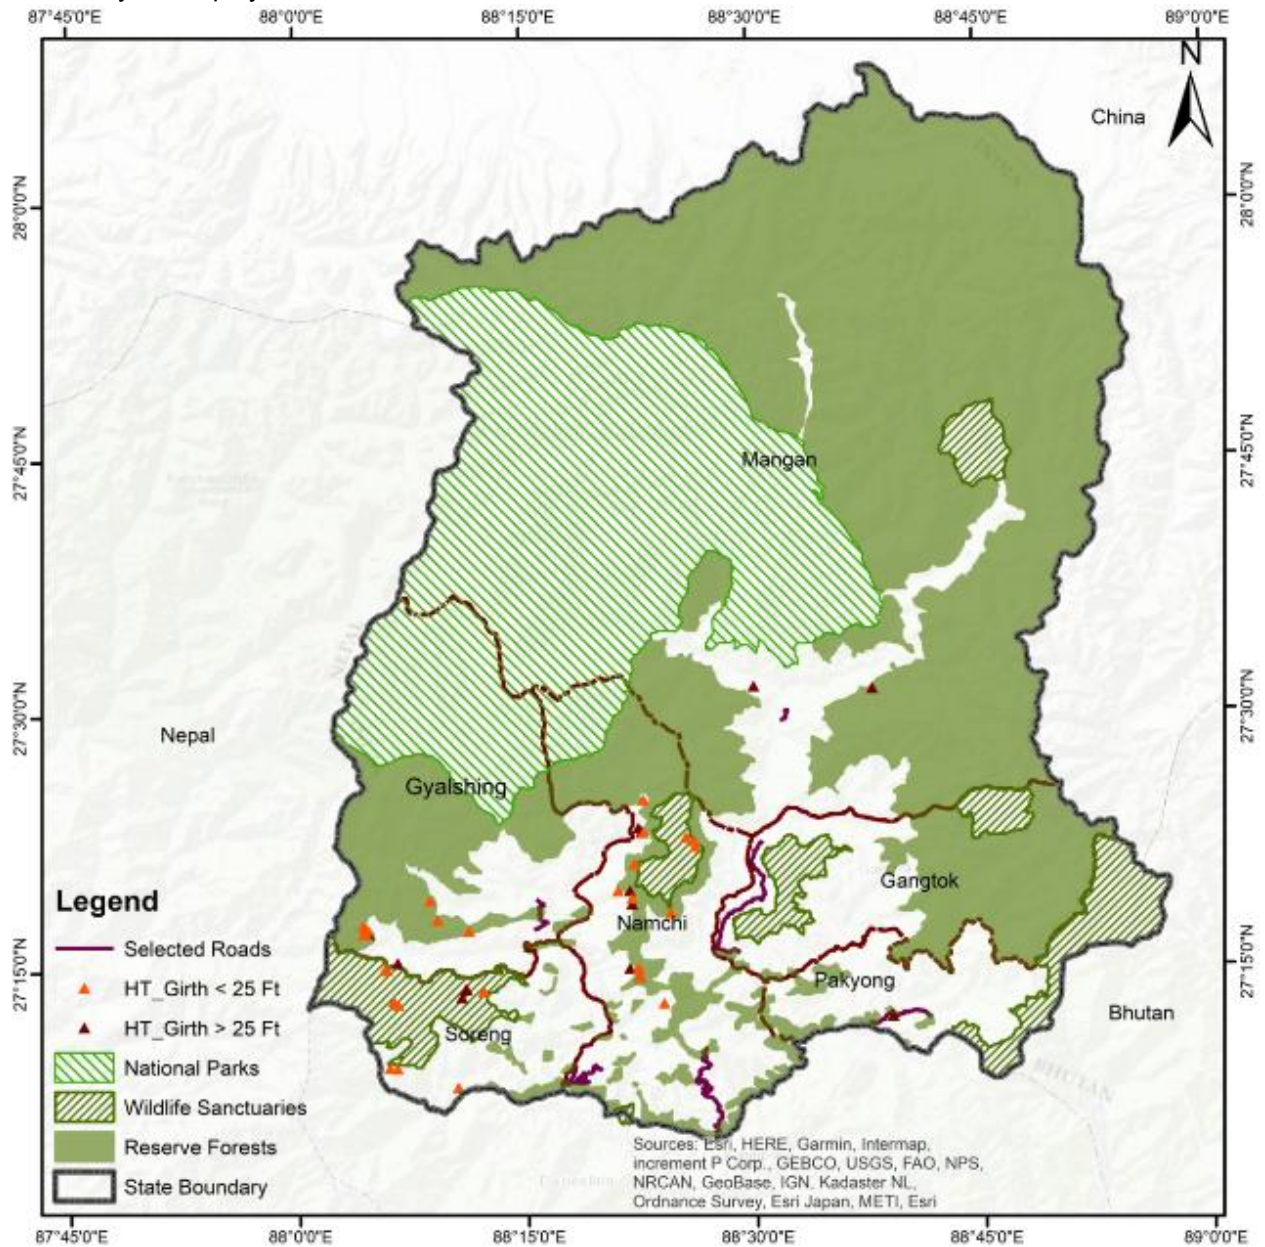 87°45'0"E 88°0'0"E 88°15'0"E 88°30'0"E 88°45'0"E 89°0'0"E
N
China
28°0'0"N 28°0'0"N
27°45'0"N 27°45'0"N
Mangan
27°30'0"N 27°30'0"N
Nepal
Gyalshing
Gangtok
Namchi
Legend
Selected Roads
HT_Girth < 25 Ft
HT_Girth > 25 Ft
National Parks
Wildlife Sanctuaries
Reserve Forests
State Boundary
27°15'0"N 27°15'0"N
Pakyong
Bhutan
Soreng
BHUTAN
Sources: Esri, HERE, Garmin, Intermap,
increment P Corp., GEBCO, USGS, FAO, NPS,
NRCAN, GeoBase, IGN, Kadaster NL,
Ordnance Survey, Esri Japan, METI, Esri
87°45'0"E 88°0'0"E 88°15'0"E 88°30'0"E 88°45'0"E 89°0'0"E